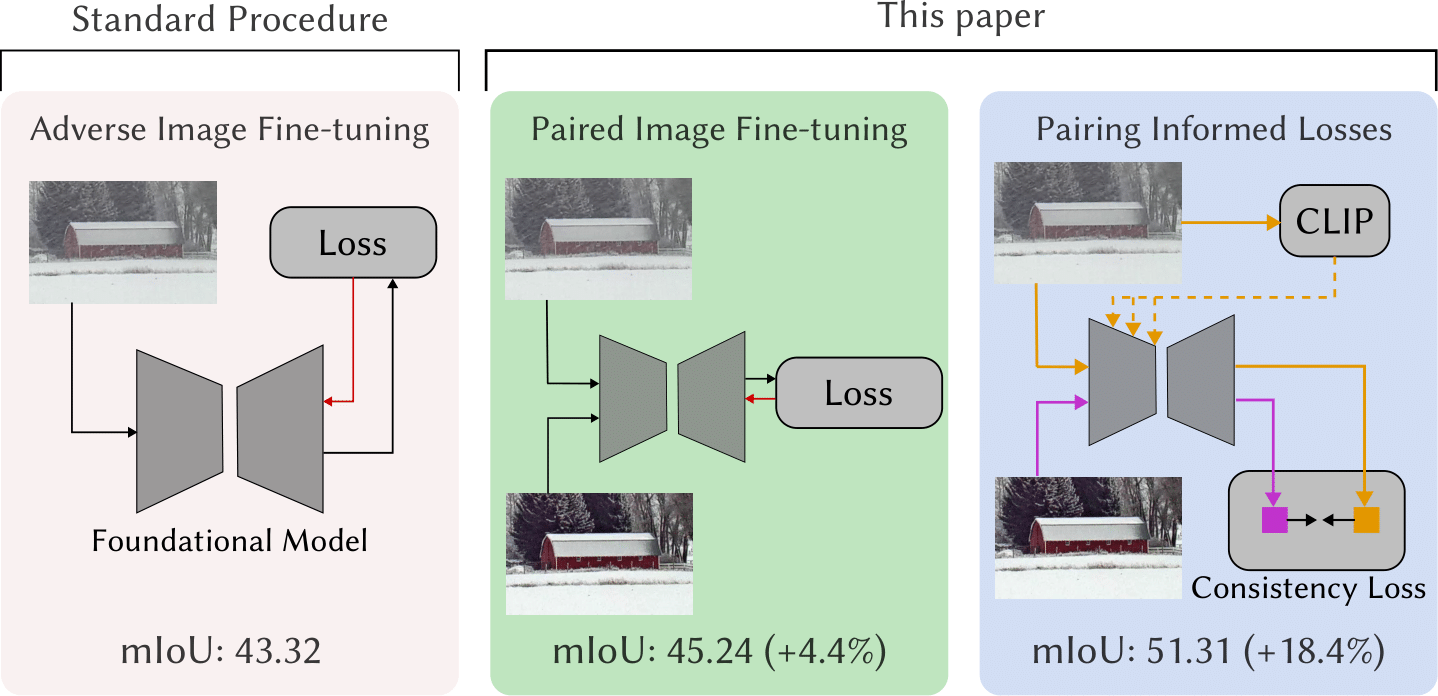 Standard Procedure
This paper
Adverse Image Fine-tuning
Loss
Foundational Model
mIoU: 43.32
Paired Image Fine-tuning
Loss
mIoU: 45.24 (+4.4%)
Pairing Informed Losses
CLIP
Consistency Loss
mIoU: 51.31 (+18.4%)